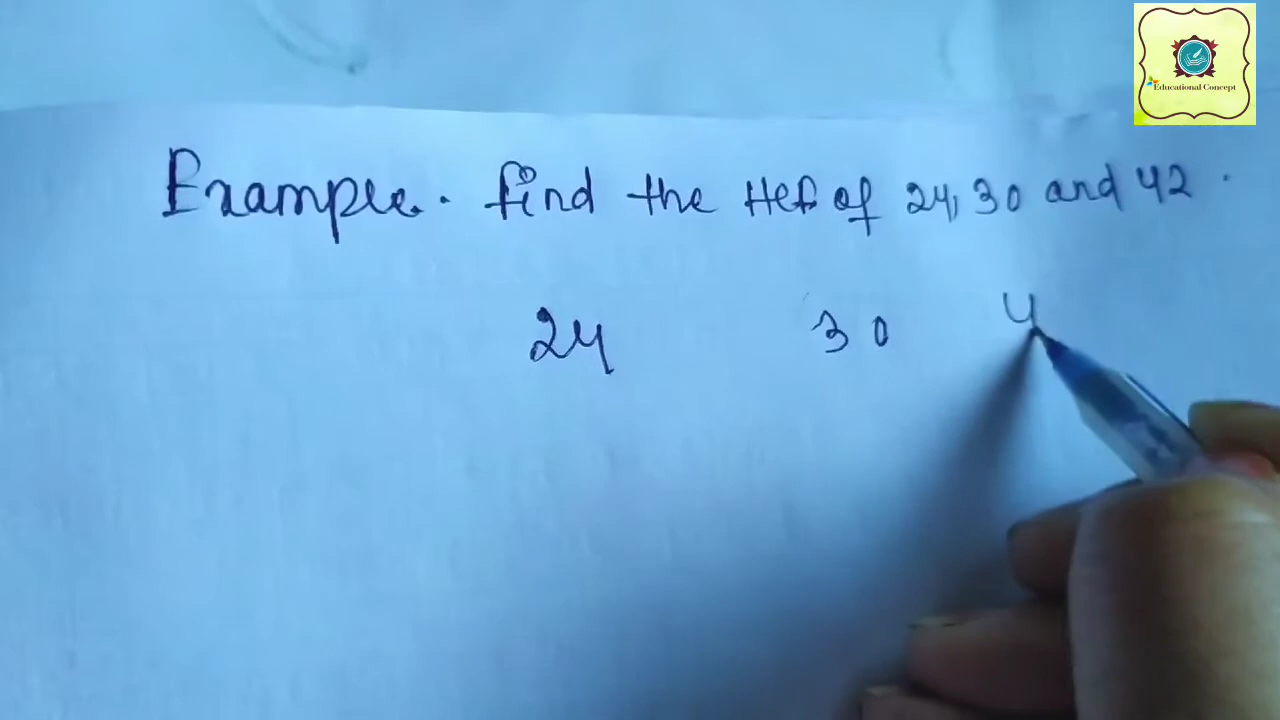 Educational Concept
Example. find the HCF of 24, 30 and 42.
24 30 4